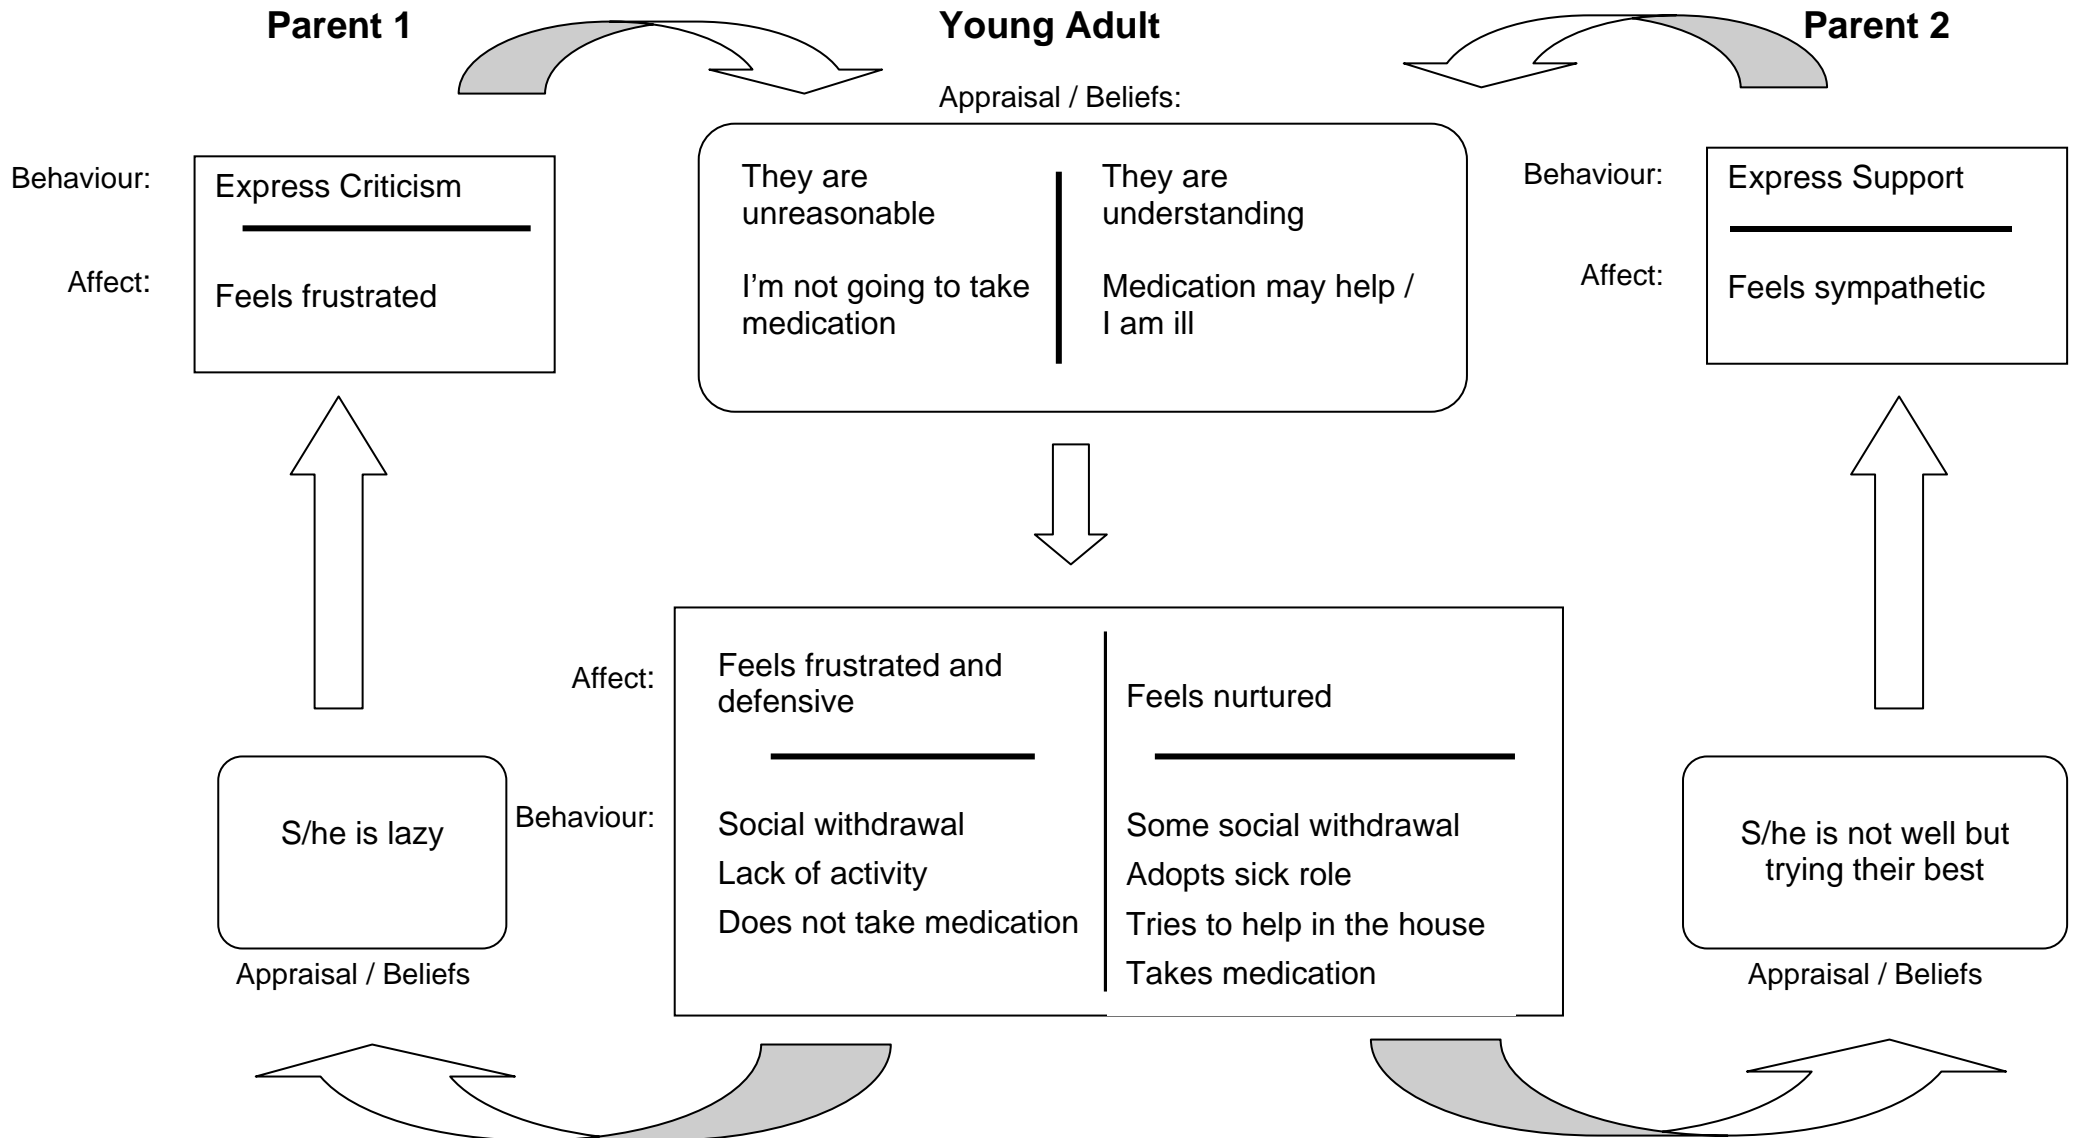 Parent 1
Young Adult
Parent 2
Appraisal / Beliefs:
Behaviour:
Express Criticism
Affect:
Feels frustrated
They are
unreasonable
I'm not going to take
medication
They are
understanding
Medication may help /
I am ill
Behaviour:
Express Support
Affect:
Feels sympathetic
S/he is lazy
Appraisal / Beliefs
Affect:
Feels frustrated and
defensive
Feels nurtured
Behaviour:
Social withdrawal
Lack of activity
Does not take medication
Some social withdrawal
Adopts sick role
Tries to help in the house
Takes medication
S/he is not well but
trying their best
Appraisal / Beliefs